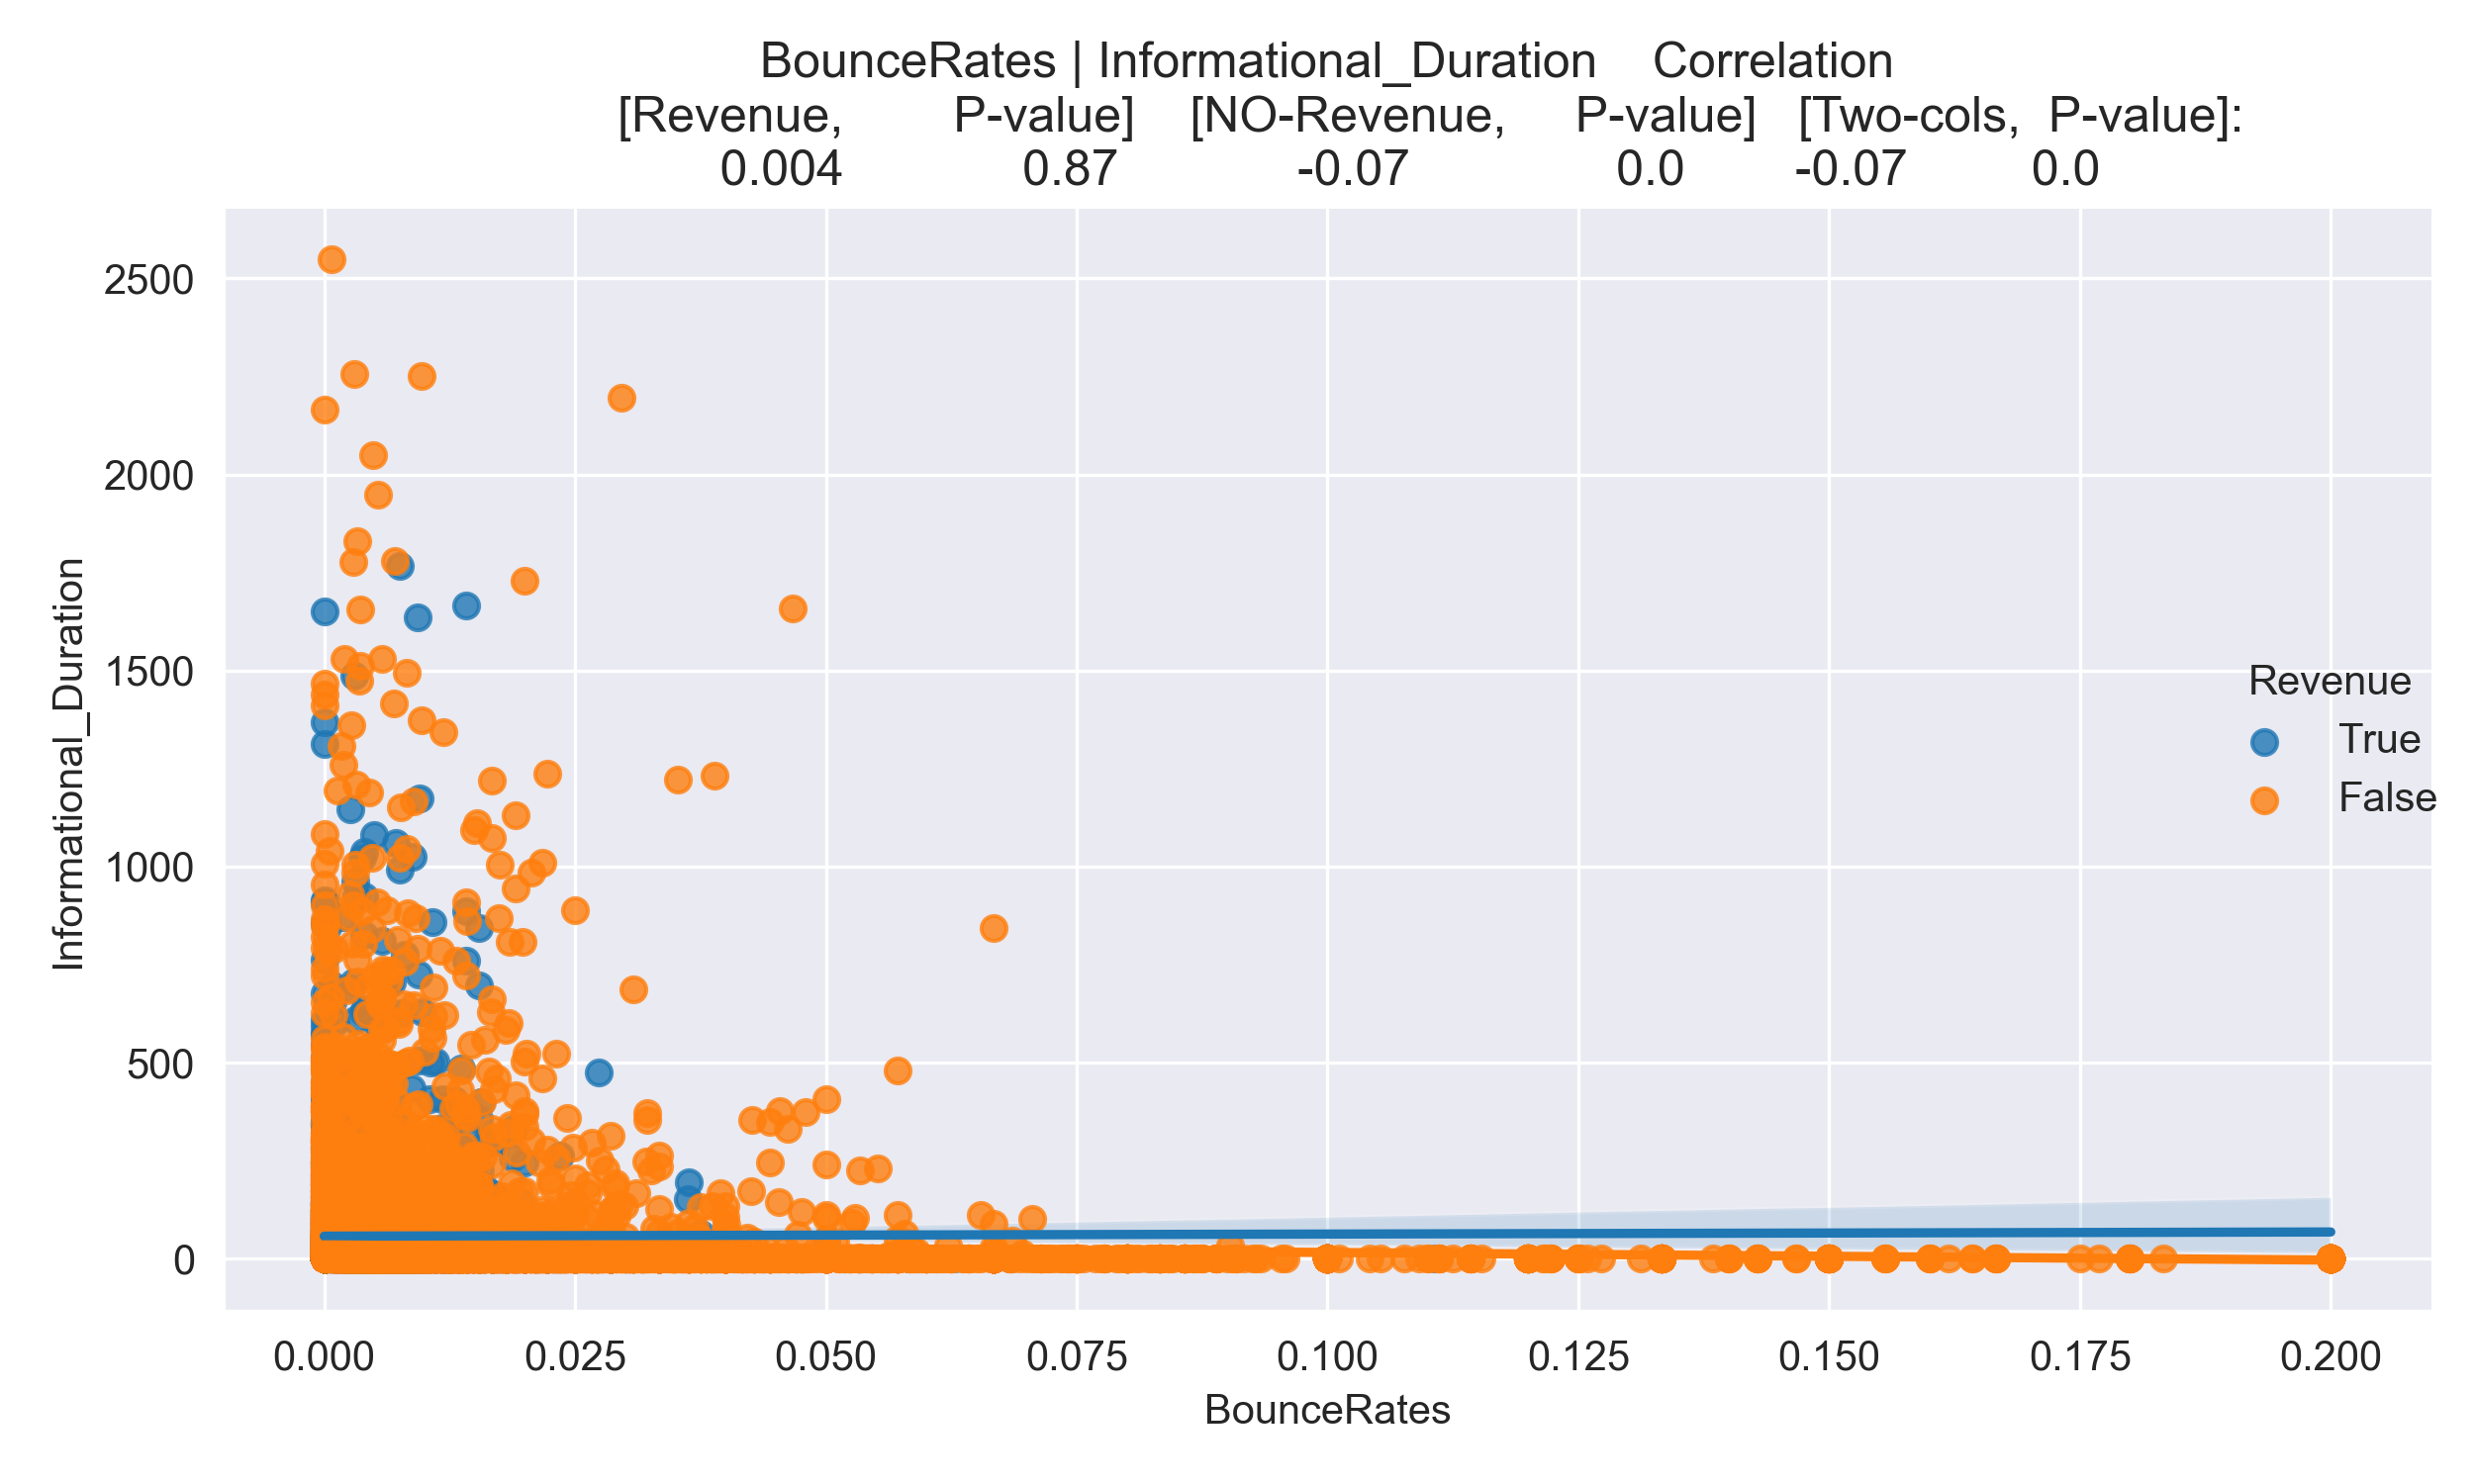 BounceRates | Informational_Duration    Correlation
[Revenue,        P-value]    [NO-Revenue,     P-value]   [Two-cols,  P-value]:
0.004             0.87             -0.07               0.0        -0.07         0.0
2500
2000
1500
1000
500
0
Informational_Duration
Revenue
True
False
0.000 0.025 0.050 0.075 0.100 0.125 0.150 0.175 0.200
BounceRates